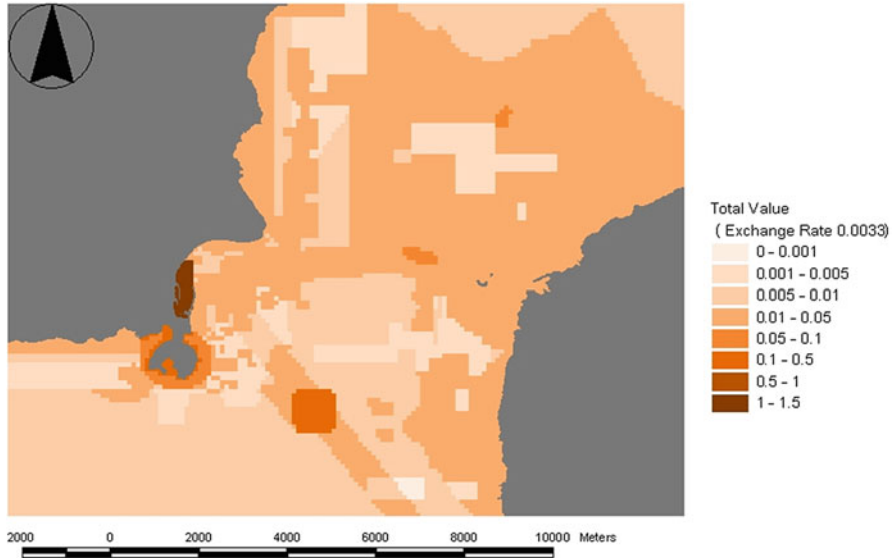 Total Value
( Exchange Rate 0.0033)
0 - 0.001
0.001 - 0.005
0.005 - 0.01
0.01 - 0.05
0.05 - 0.1
0.1 - 0.5
0.5 - 1
1 - 1.5
2000 0 2000 4000 6000 8000 10000 Meters